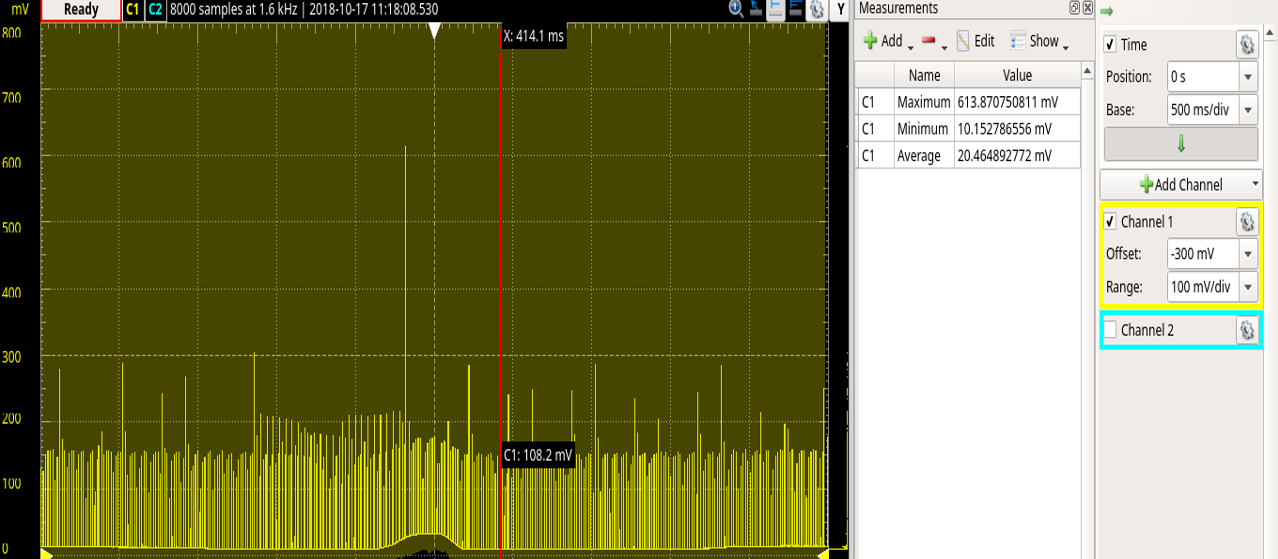 mV Ready C1 C2 8000 samples at 1.6 kHz | 2018-10-17 11:18:08.530 Y
800
700
600
500
400
300
200
100
0
X: 414.1 ms
C1: 108.2 mV
Measurements
Add Edit Show
Name Value
C1 Maximum 613.870750811 mV
C1 Minimum 10.152786556 mV
C1 Average 20.464892772 mV
Time
Position: 0 s
Base: 500 ms/div
Add Channel
Channel 1
Offset: -300 mV
Range: 100 mV/div
Channel 2